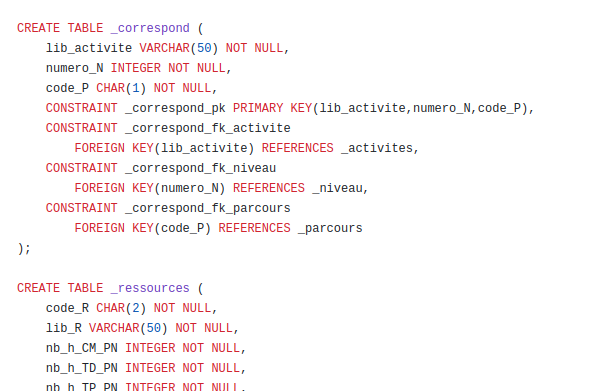 CREATE TABLE _correspond (
    lib_activite VARCHAR(50) NOT NULL,
    numero_N INTEGER NOT NULL,
    code_P CHAR(1) NOT NULL,
    CONSTRAINT _correspond_pk PRIMARY KEY(lib_activite,numero_N,code_P),
    CONSTRAINT _correspond_fk_activite
        FOREIGN KEY(lib_activite) REFERENCES _activites,
    CONSTRAINT _correspond_fk_niveau
        FOREIGN KEY(numero_N) REFERENCES _niveau,
    CONSTRAINT _correspond_fk_parcours
        FOREIGN KEY(code_P) REFERENCES _parcours
);

CREATE TABLE _ressources (
    code_R CHAR(2) NOT NULL,
    lib_R VARCHAR(50) NOT NULL,
    nb_h_CM_PN INTEGER NOT NULL,
    nb_h_TD_PN INTEGER NOT NULL,
    nb_h_TP_PN INTEGER NOT NULL,